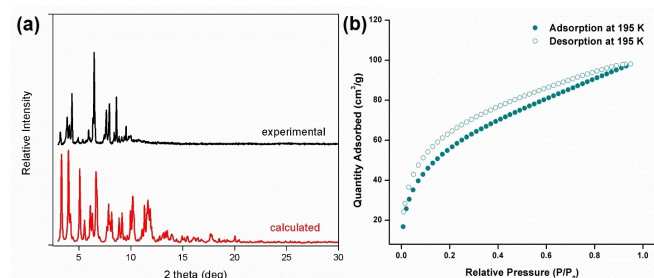 (a)
Relative Intensity
experimental
calculated
5 10 15 20 25 30
2 theta (deg)
(b)
Adsorption at 195 K
Desorption at 195 K
Quantity Adsorbed (cm³/g)
120
100
80
60
40
20
0.0 0.2 0.4 0.6 0.8 1.0
Relative Pressure (P/P₀)